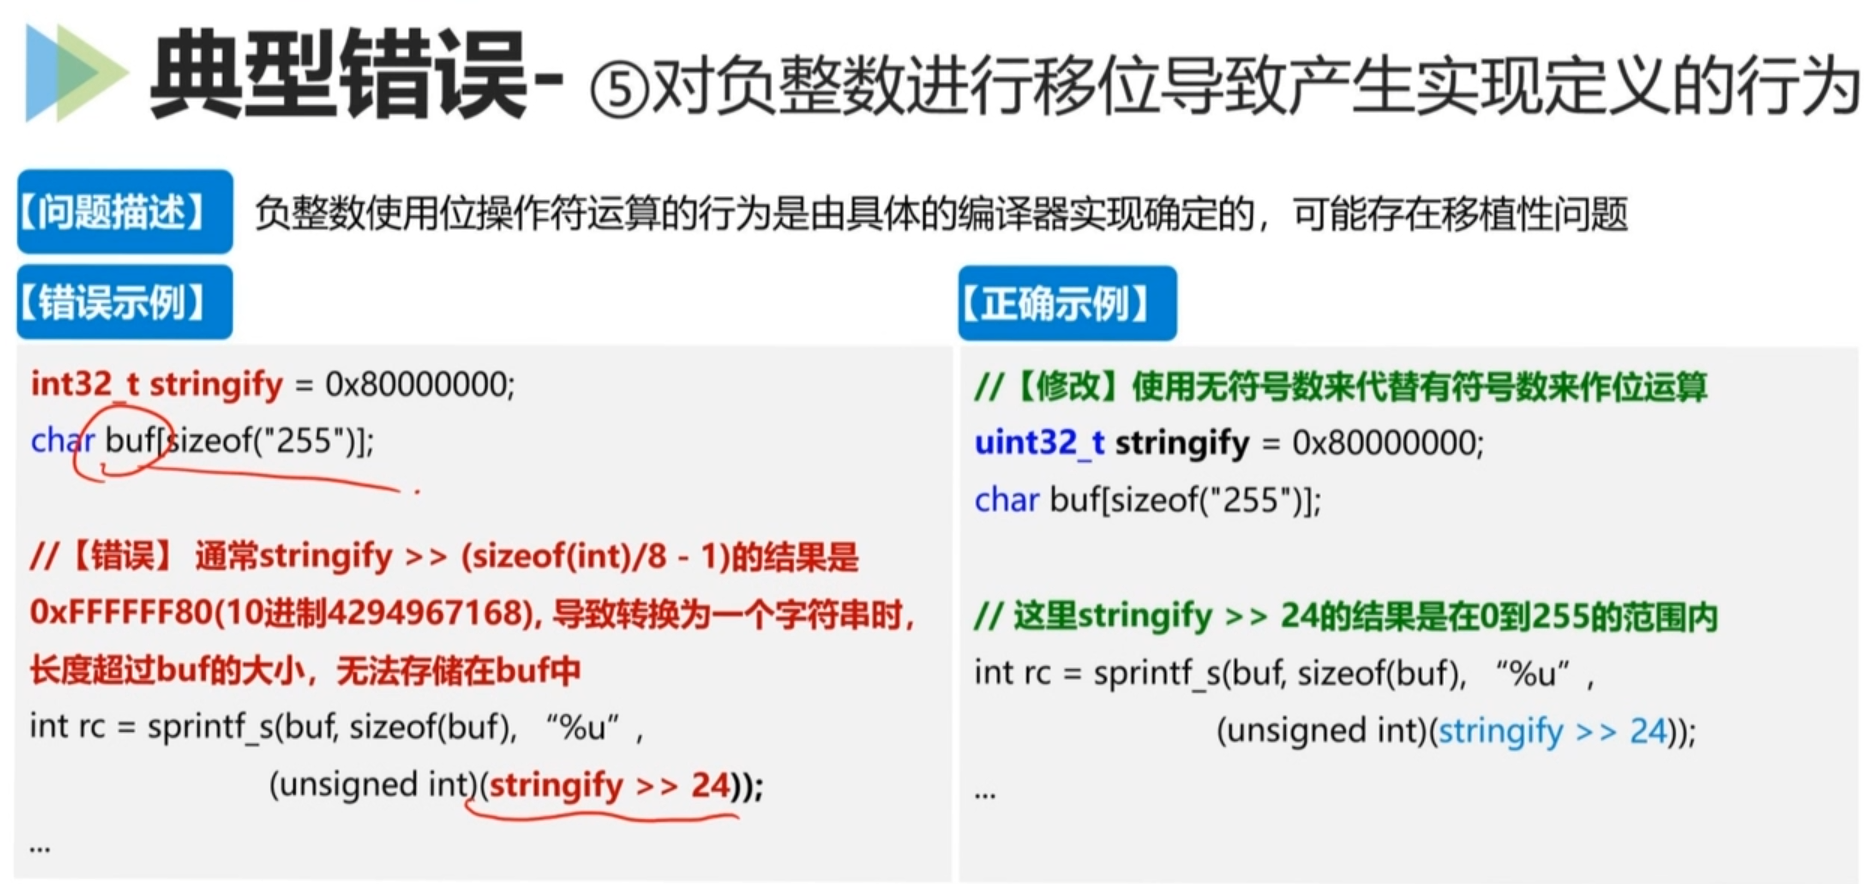 典型错误- ⑤对负整数进行移位导致产生实现定义的行为
【问题描述】 负整数使用位操作符运算的行为是由具体的编译器实现确定的，可能存在移植性问题
【错误示例】
int32_t stringify = 0x80000000;
char buf[sizeof("255")];
//【错误】 通常stringify >> (sizeof(int)/8 - 1)的结果是
0xFFFFFF80(10进制4294967168), 导致转换为一个字符串时，
长度超过buf的大小，无法存储在buf中
int rc = sprintf_s(buf, sizeof(buf), “%u”，
(unsigned int)(stringify >> 24));
...
【正确示例】
//【修改】使用无符号数来代替有符号数来作位运算
uint32_t stringify = 0x80000000;
char buf[sizeof("255")];
// 这里stringify >> 24的结果是在0到255的范围内
int rc = sprintf_s(buf, sizeof(buf), “%u”，
(unsigned int)(stringify >> 24));
...